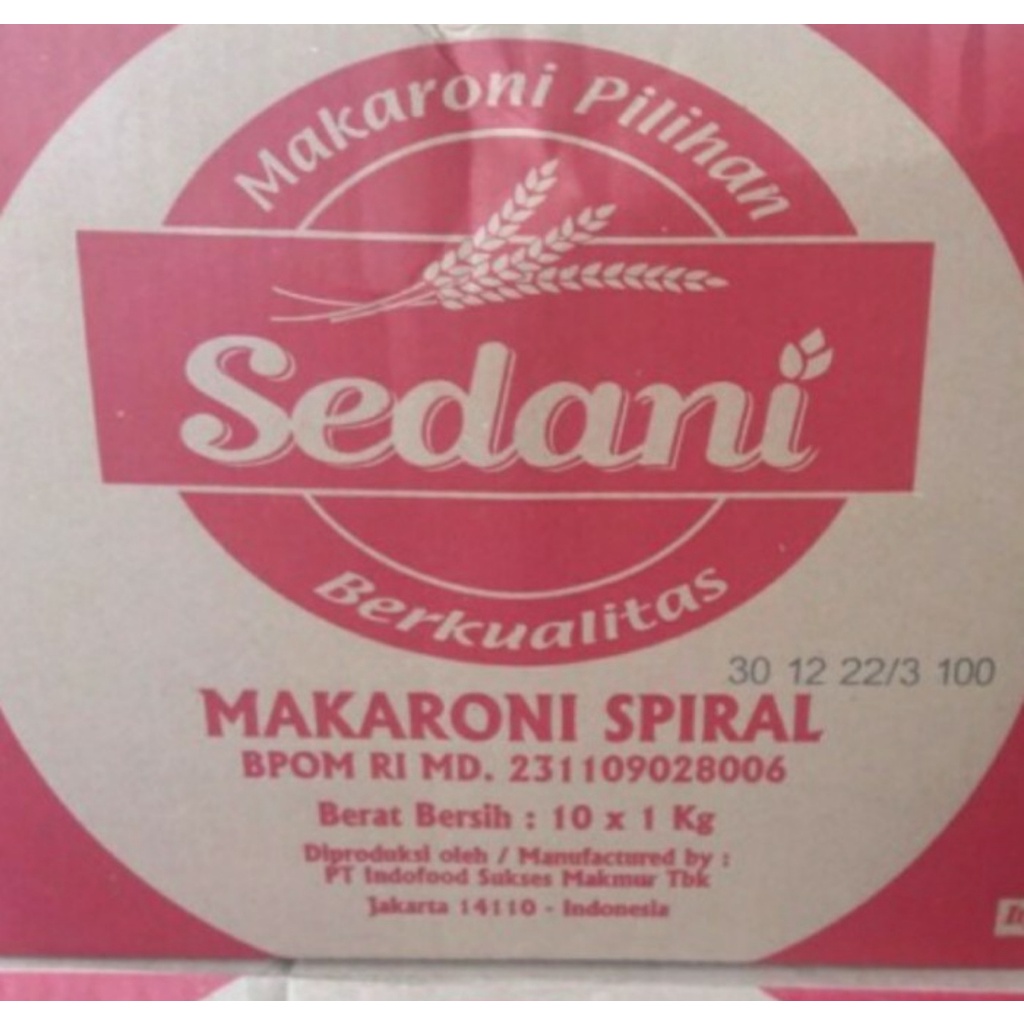 Makaroni Pilihan
Sedani
Berkualitas
30 12 22/3 100
MAKARONI SPIRAL
BPOM RI MD. 231109028006
Berat Bersih : 10 x 1 Kg
Diproduksi oleh / Manufactured by :
PT Indofood Sukses Makmur Tbk
Jakarta 14110 - Indonesia